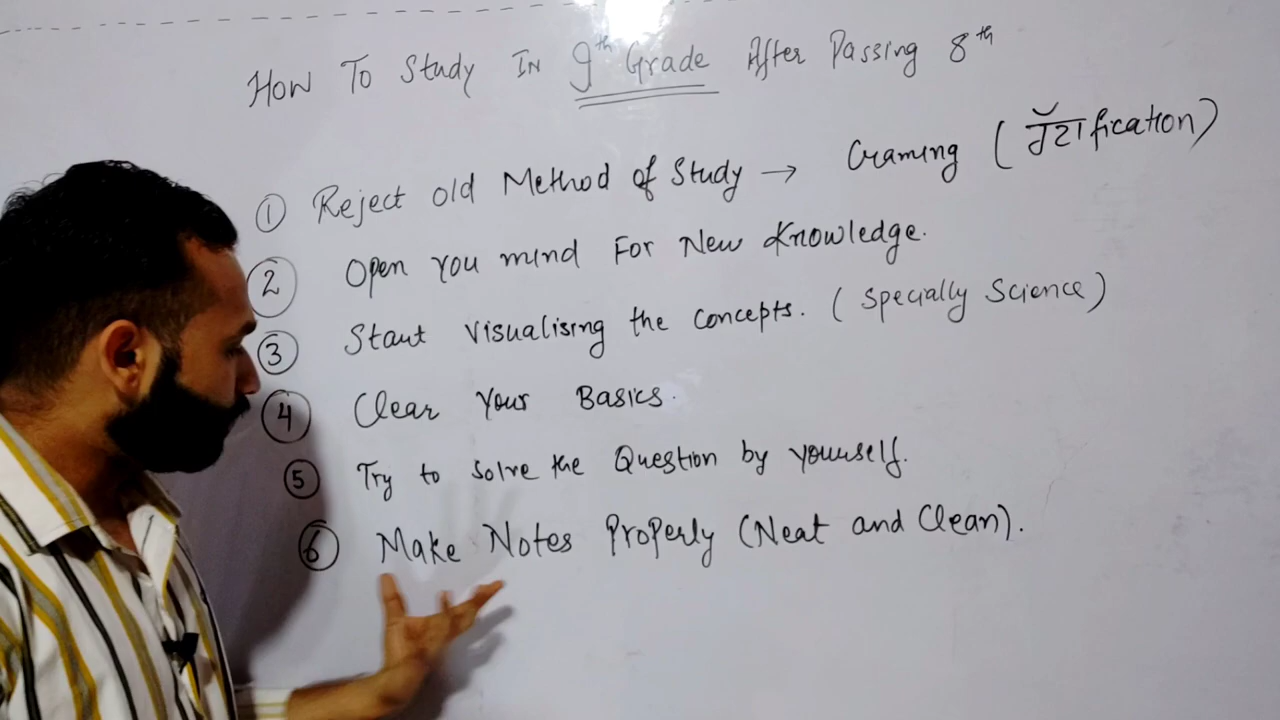 HOW To Study IN 9th Grade After Passing 8th
① Reject old Method of Study → Craming ( रॅटाfication)
② Open you mind For New Knowledge.
③ Start visualising the concepts. ( specially Science )
④ Clear Your Basics.
⑤ Try to solve the Question by yourself.
⑥ Make Notes Properly (Neat and Clean).